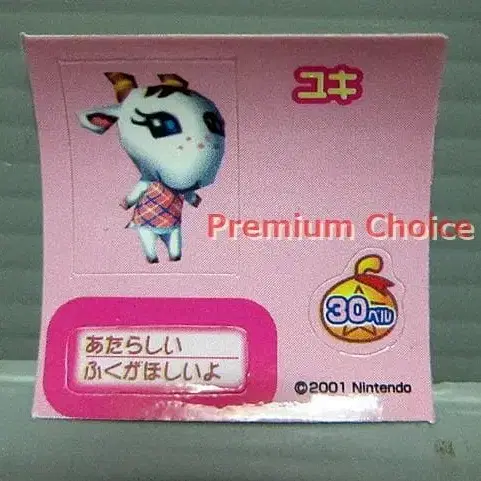 ユキ
Premium Choice
30ベル
あたらしい
ふくがほしいよ
©2001 Nintendo